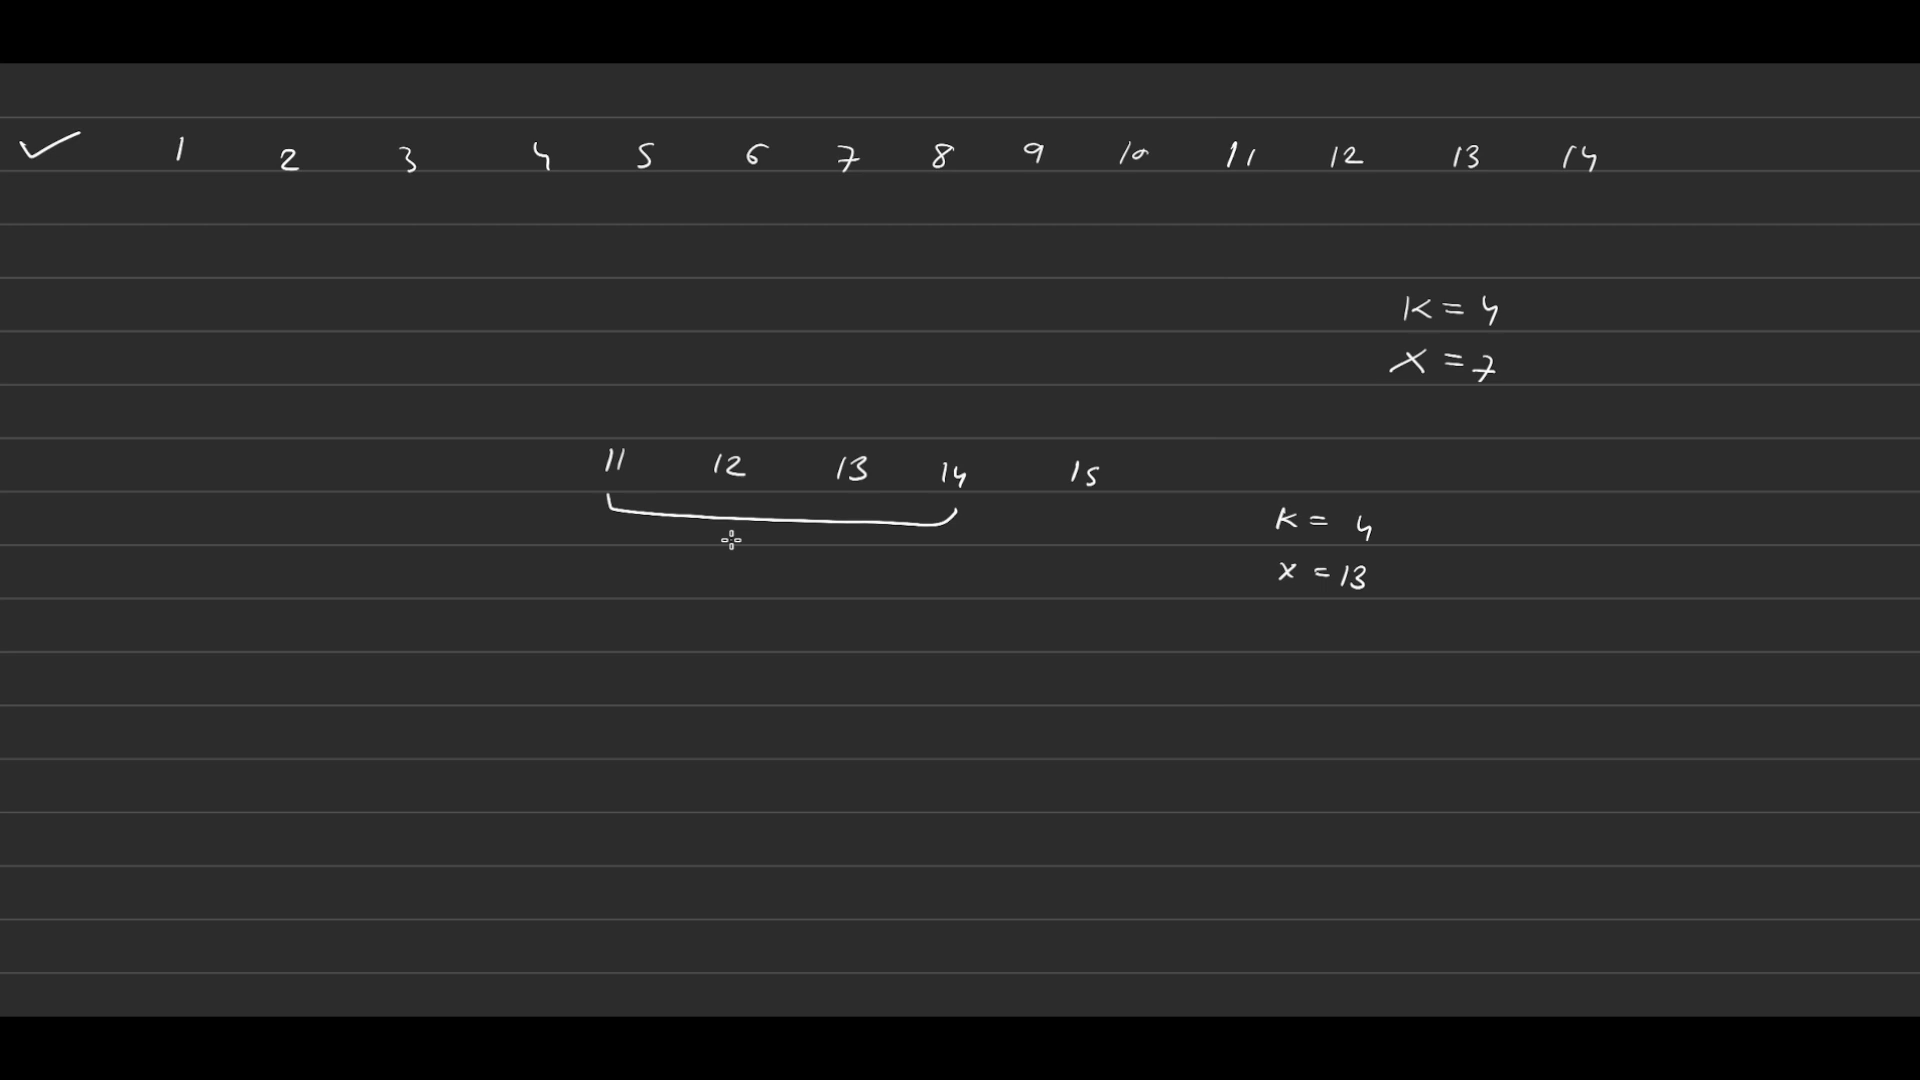 ✓ 1 2 3 4 5 6 7 8 9 10 11 12 13 14
K = 4
X = 7
11 12 13 14 15
K = 4
x = 13